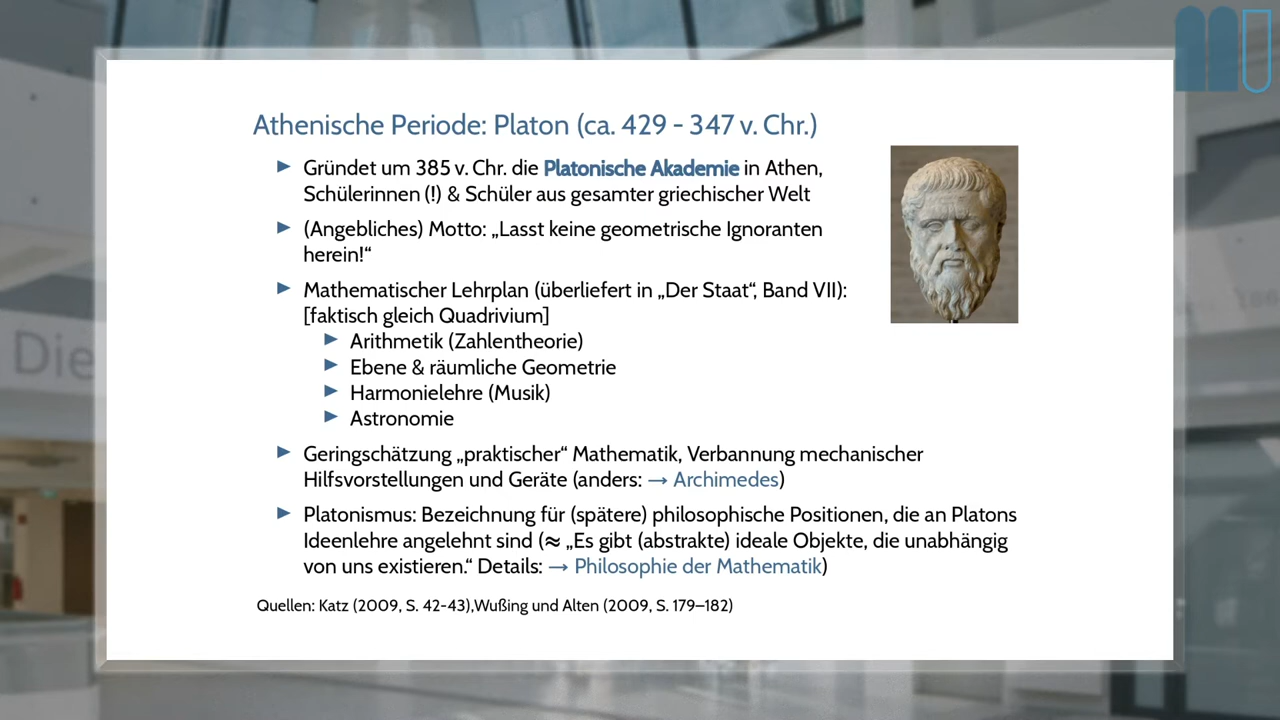 Athenische Periode: Platon (ca. 429 - 347 v. Chr.)
Gründet um 385 v. Chr. die Platonische Akademie in Athen,
Schülerinnen (!) & Schüler aus gesamter griechischer Welt
(Angebliches) Motto: „Lasst keine geometrische Ignoranten
herein!“
Mathematischer Lehrplan (überliefert in „Der Staat“, Band VII):
[faktisch gleich Quadrivium]
Arithmetik (Zahlentheorie)
Ebene & räumliche Geometrie
Harmonielehre (Musik)
Astronomie
Geringschätzung „praktischer“ Mathematik, Verbannung mechanischer
Hilfsvorstellungen und Geräte (anders: → Archimedes)
Platonismus: Bezeichnung für (spätere) philosophische Positionen, die an Platons
Ideenlehre angelehnt sind (≈ „Es gibt (abstrakte) ideale Objekte, die unabhängig
von uns existieren.“ Details: → Philosophie der Mathematik)
Quellen: Katz (2009, S. 42-43),Wußing und Alten (2009, S. 179–182)
Die